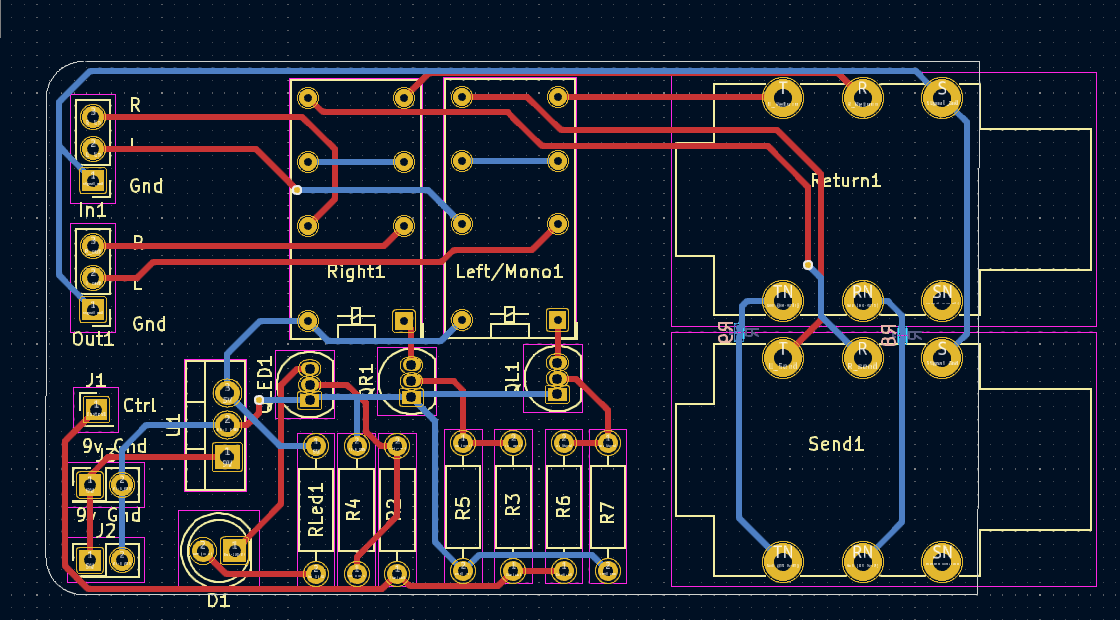 R
L
Gnd
In1
R
L
Gnd
Out1
Right1
Left/Mono1
T
R
S
Return1
TN
RN
SN
T
R
S
Send1
TN
RN
SN
R9
R8
J1
Ctrl
9v Gnd
9v Gnd
J2
U1
LED1
QR1
QL1
D1
RLed1
R4
R2
R5
R3
R6
R7